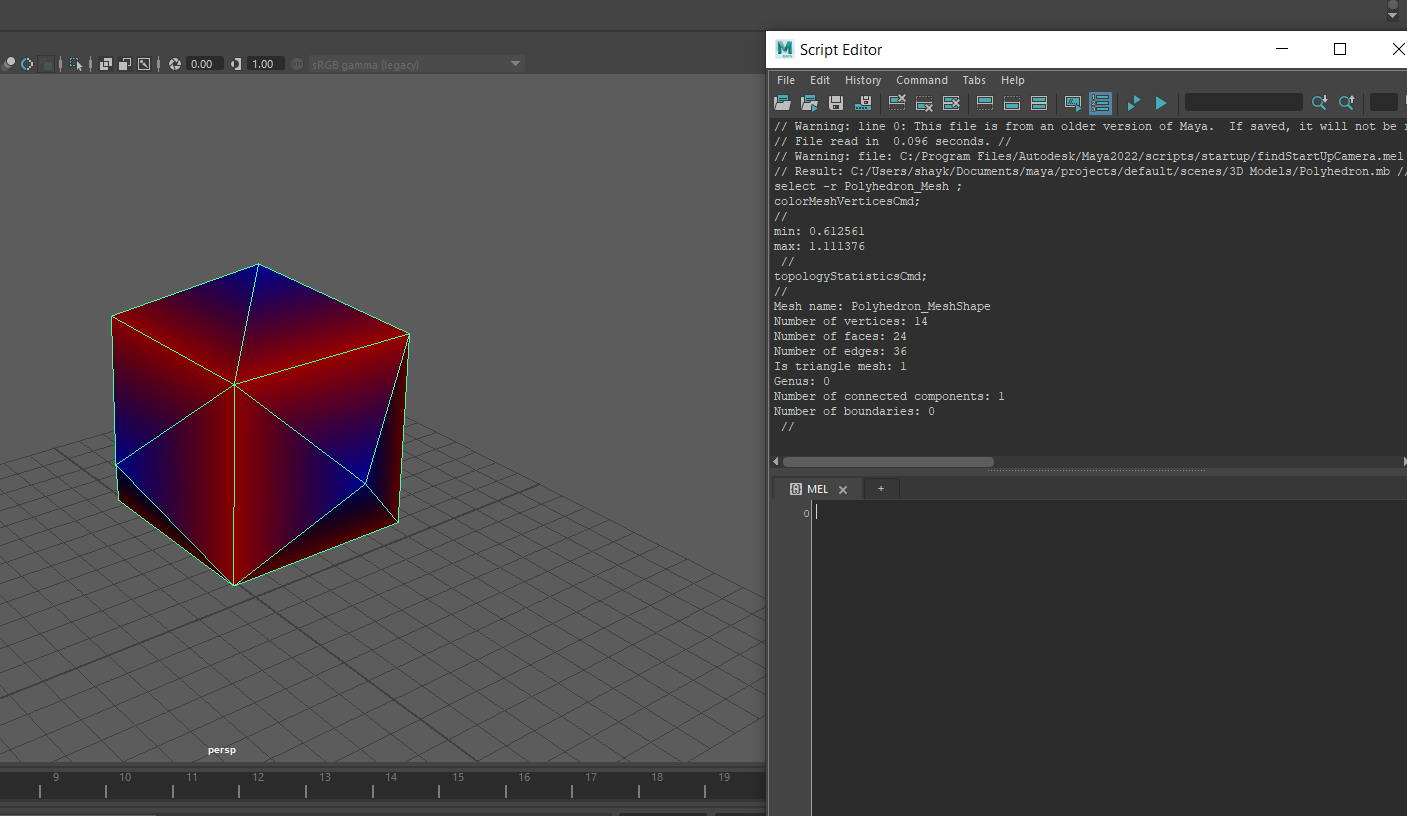 Script Editor
0.00 1.00 sRGB gamma (legacy)
File Edit History Command Tabs Help
// Warning: line 0: This file is from an older version of Maya.  If saved, it will not be
// File read in  0.096 seconds. //
// Warning: file: C:/Program Files/Autodesk/Maya2022/scripts/startup/findStartUpCamera.mel
// Result: C:/Users/shayk/Documents/maya/projects/default/scenes/3D Models/Polyhedron.mb //
select -r Polyhedron_Mesh ;
colorMeshVerticesCmd;
//
min: 0.612561
max: 1.111376
//
topologyStatisticsCmd;
//
Mesh name: Polyhedron_MeshShape
Number of vertices: 14
Number of faces: 24
Number of edges: 36
Is triangle mesh: 1
Genus: 0
Number of connected components: 1
Number of boundaries: 0
//
MEL +
0
persp
9 10 11 12 13 14 15 16 17 18 19